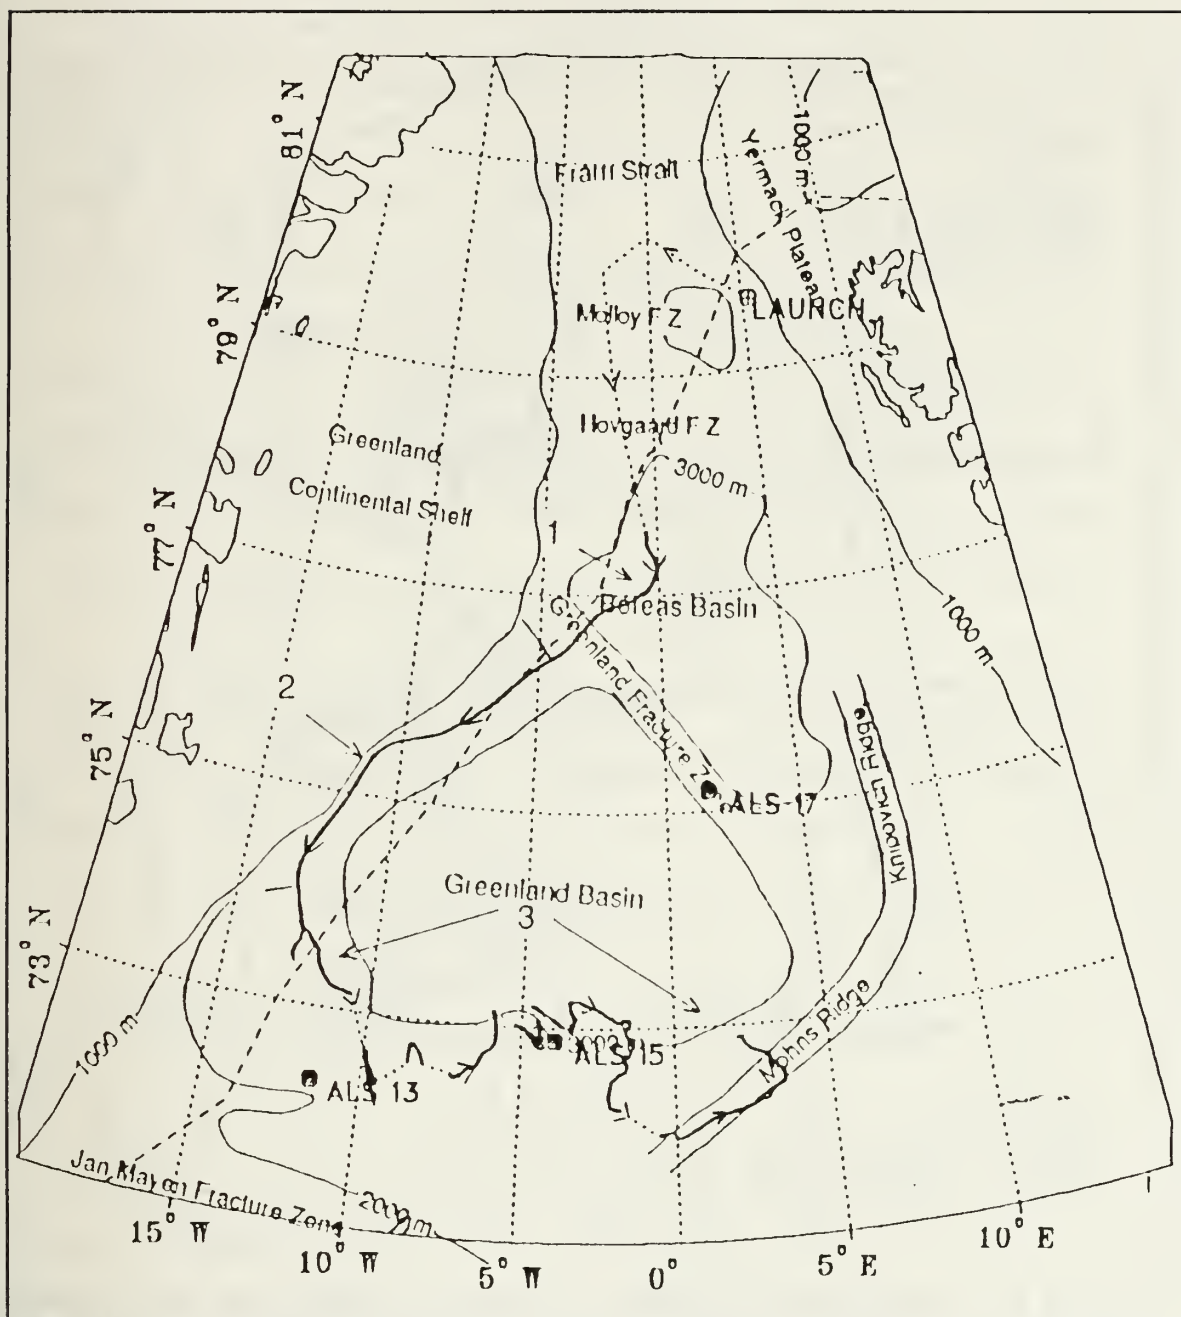 81° N
1000 m
Fram Strait
Yermack Plateau
79° N
Molloy F Z
LAUNCH
Hovgaard F Z
Greenland
3000 m
Continental Shelf
77° N
1
Boreas Basin
Greenland Fracture Z
1000 m
2
75° N
Knipovich Ridge
ALS 17
Greenland Basin
3
73° N
Mohns Ridge
1000 m
3000
ALS 15
ALS 13
Jan Mayen Fracture Zone
2000 m
15° W
10° W
5° W
0°
5° E
10° E